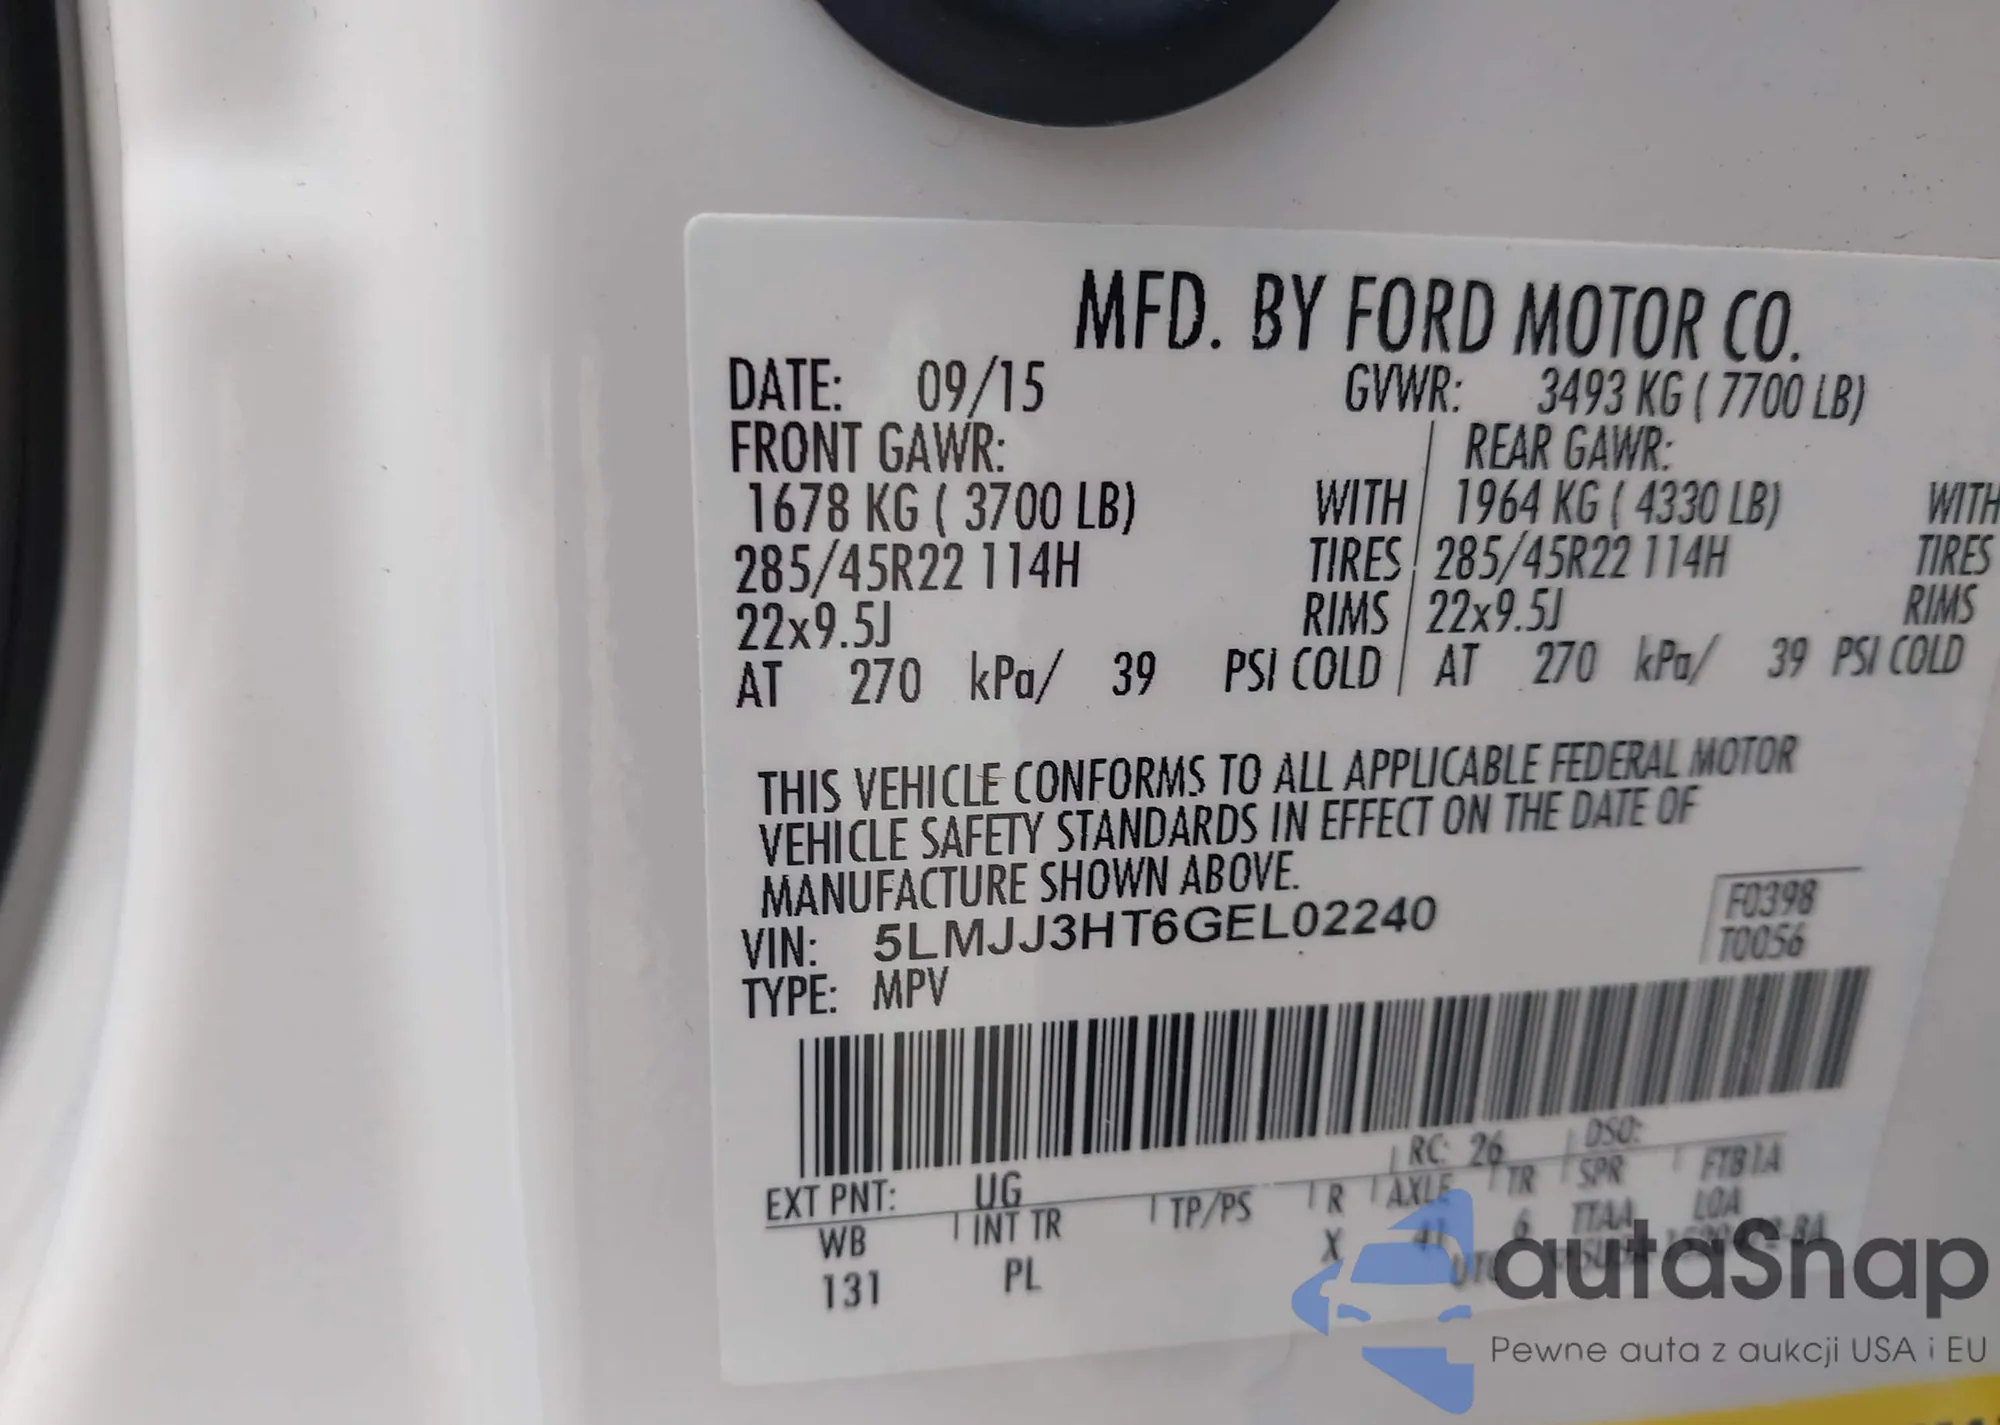 MFD. BY FORD MOTOR CO.
DATE: 09/15 GVWR: 3493 KG ( 7700 LB)
FRONT GAWR: REAR GAWR:
1678 KG ( 3700 LB) WITH 1964 KG ( 4330 LB) WITH
285/45R22 114H TIRES 285/45R22 114H TIRES
22x9.5J RIMS 22x9.5J RIMS
AT 270 kPa/ 39 PSI COLD AT 270 kPa/ 39 PSI COLD
THIS VEHICLE CONFORMS TO ALL APPLICABLE FEDERAL MOTOR
VEHICLE SAFETY STANDARDS IN EFFECT ON THE DATE OF
MANUFACTURE SHOWN ABOVE.
F0398
VIN: 5LMJJ3HT6GEL02240
T0056
TYPE: MPV
EXT PNT: UG RC: 26 DSO: FTB1A
WB INT TR TP/PS R AXLE TR SPR LOA
131 PL X 41 6 TTAA
autaSnap
Pewne auta z aukcji USA i EU